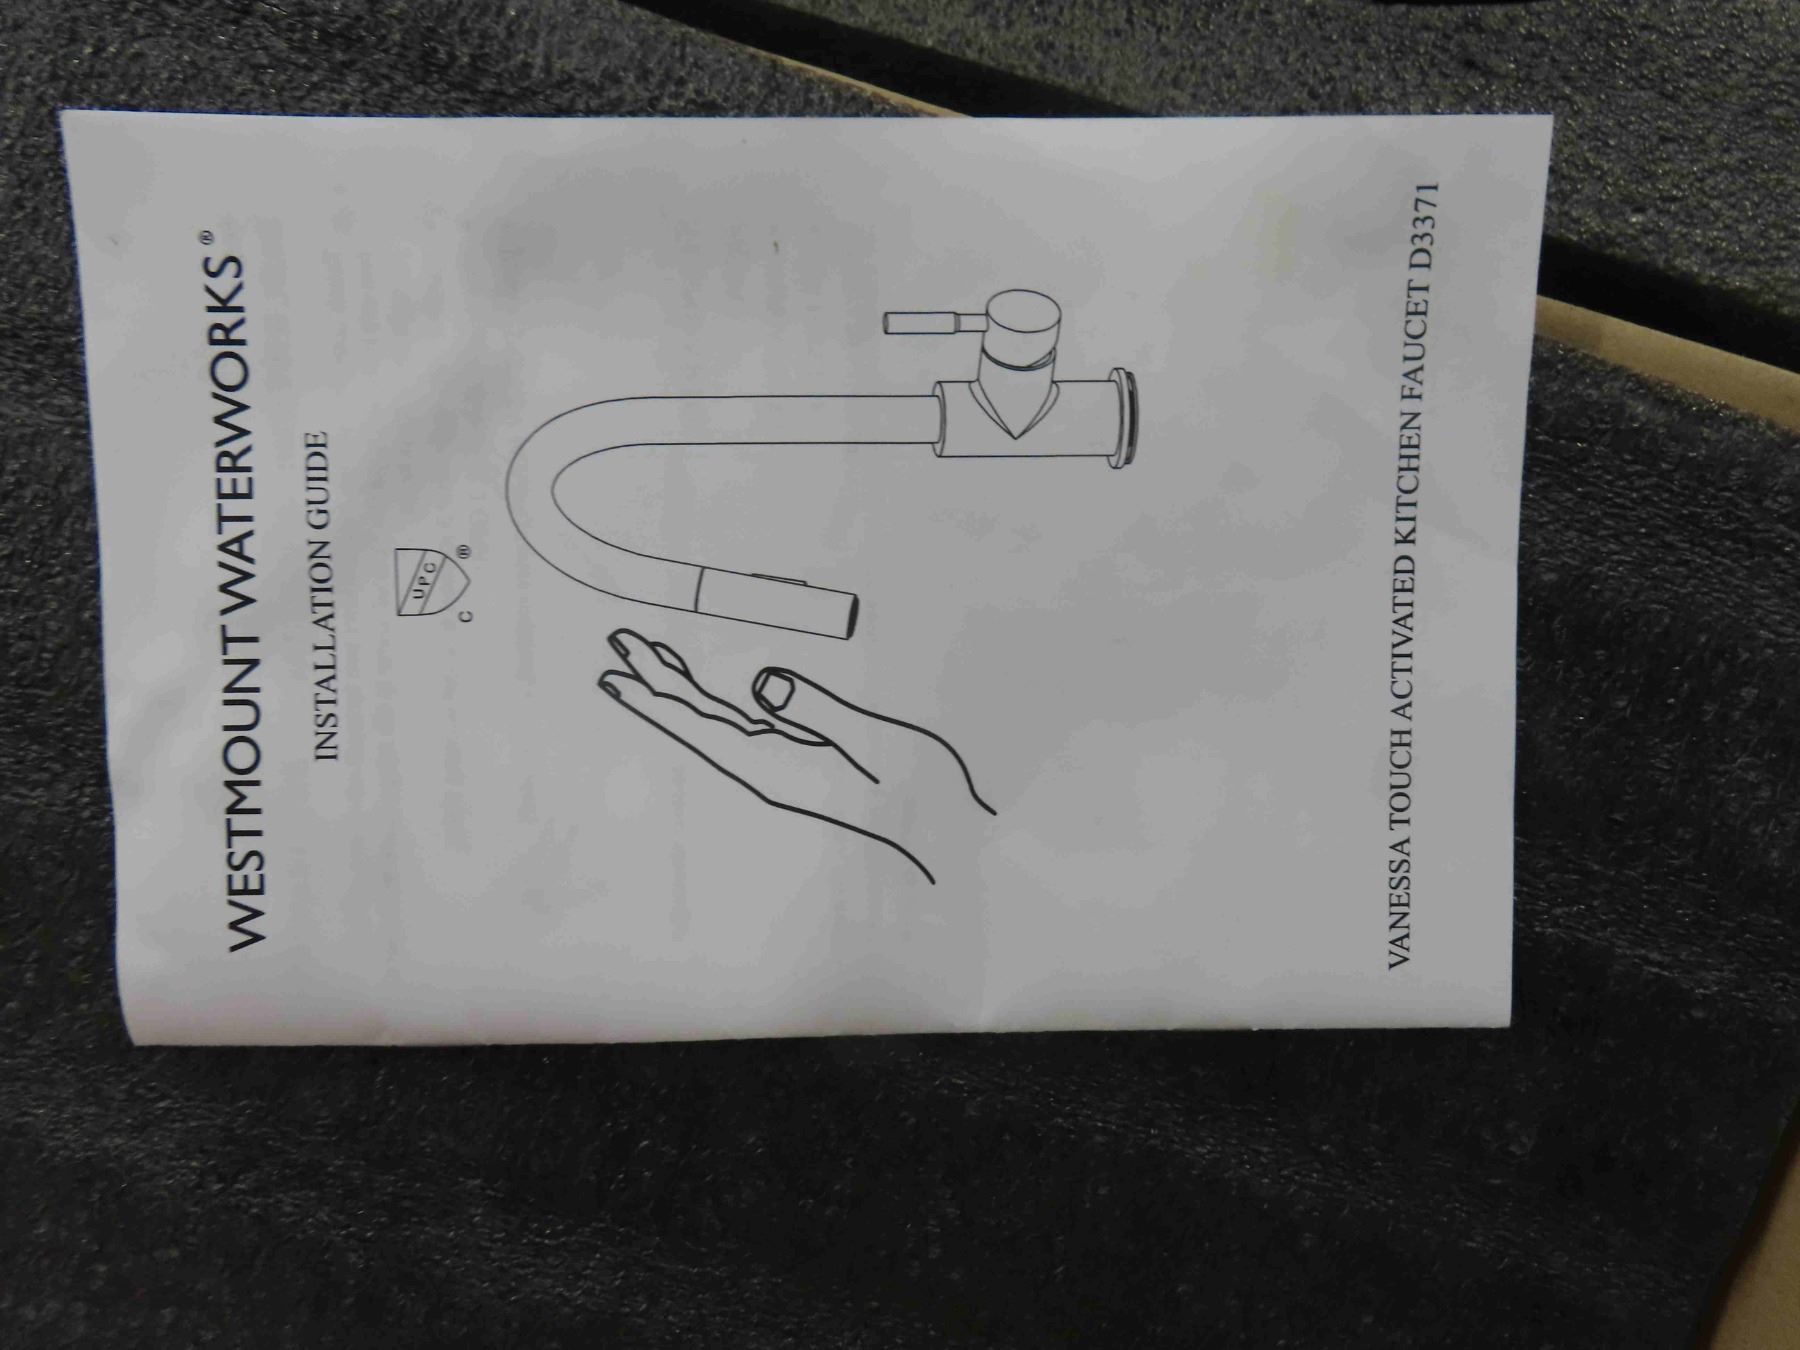 WESTMOUNT WATERWORKS®
INSTALLATION GUIDE
UPC
C ®
VANESSA TOUCH ACTIVATED KITCHEN FAUCET D3371